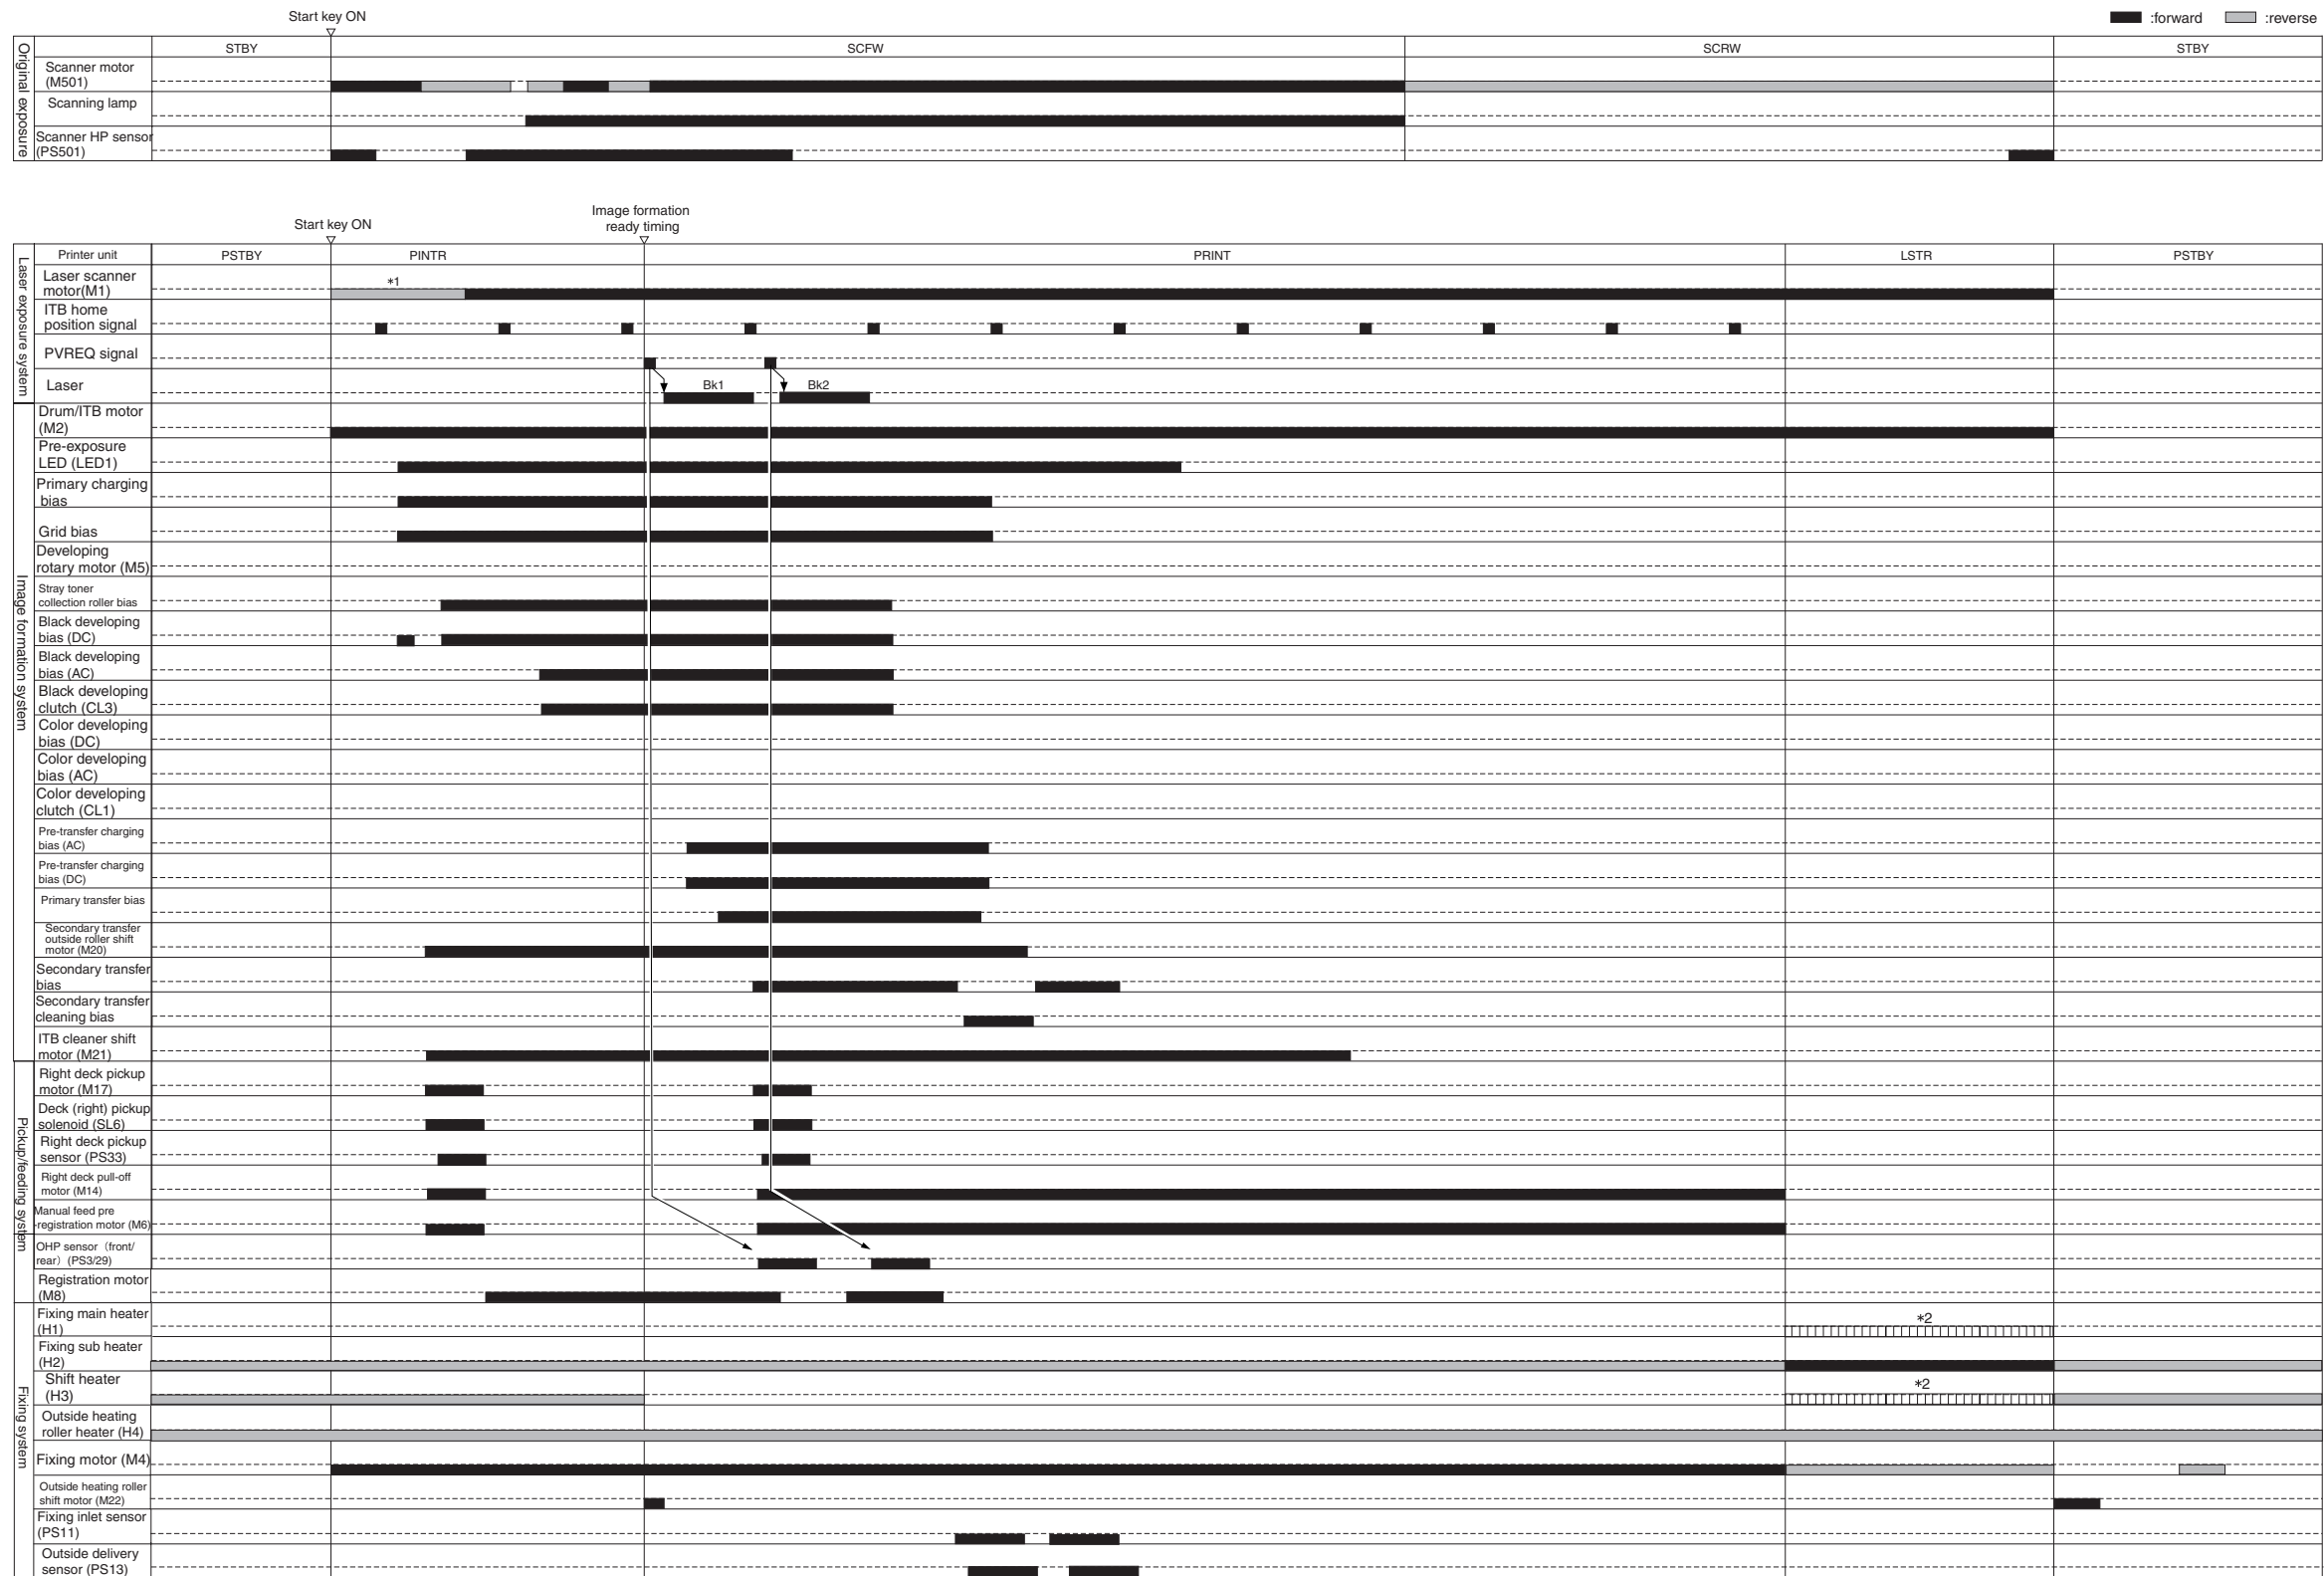 Start key ON
:forward :reverse
Original exposure
STBY SCFW SCRW STBY
Scanner motor
(M501)
Scanning lamp
Scanner HP sensor
(PS501)
Image formation
ready timing
Start key ON
Laser exposure system
Printer unit PSTBY PINTR PRINT LSTR PSTBY
Laser scanner
motor(M1)
*1
ITB home
position signal
PVREQ signal
Laser
Bk1 Bk2
Image formation system
Drum/ITB motor
(M2)
Pre-exposure
LED (LED1)
Primary charging
bias
Grid bias
Developing
rotary motor (M5)
Stray toner
collection roller bias
Black developing
bias (DC)
Black developing
bias (AC)
Black developing
clutch (CL3)
Color developing
bias (DC)
Color developing
bias (AC)
Color developing
clutch (CL1)
Pre-transfer charging
bias (AC)
Pre-transfer charging
bias (DC)
Primary transfer bias
Secondary transfer
outside roller shift
motor (M20)
Secondary transfer
bias
Secondary transfer
cleaning bias
ITB cleaner shift
motor (M21)
Pickup/feeding system
Right deck pickup
motor (M17)
Deck (right) pickup
solenoid (SL6)
Right deck pickup
sensor (PS33)
Right deck pull-off
motor (M14)
Manual feed pre
-registration motor (M6)
OHP sensor（front/
rear）(PS3/29)
Registration motor
(M8)
Fixing system
Fixing main heater
(H1)
*2
Fixing sub heater
(H2)
Shift heater
(H3)
*2
Outside heating
roller heater (H4)
Fixing motor (M4)
Outside heating roller
shift motor (M22)
Fixing inlet sensor
(PS11)
Outside delivery
sensor (PS13)